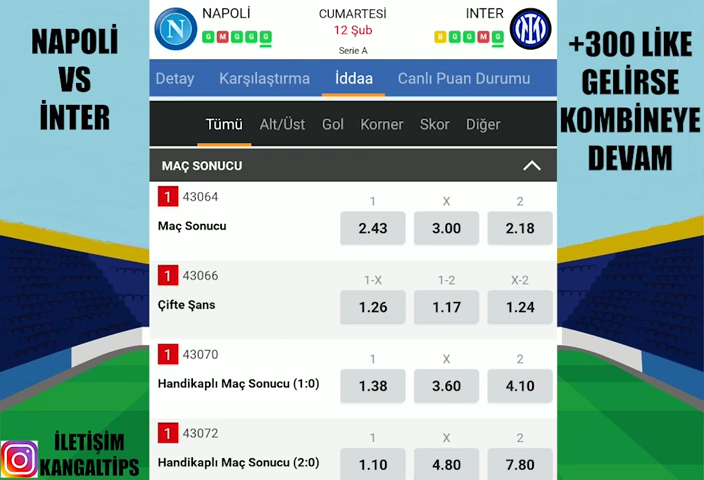 NAPOLİ
VS
İNTER
NAPOLİ
G M G G G
CUMARTESİ
12 Şub
Serie A
INTER
B G G M G
+300 LİKE
GELİRSE
KOMBİNEYE
DEVAM
Detay Karşılaştırma İddaa Canlı Puan Durumu
Tümü Alt/Üst Gol Korner Skor Diğer
MAÇ SONUCU
1 43064
Maç Sonucu
1 X 2
2.43 3.00 2.18
1 43066
Çifte Şans
1-X 1-2 X-2
1.26 1.17 1.24
1 43070
Handikaplı Maç Sonucu (1:0)
1 X 2
1.38 3.60 4.10
1 43072
Handikaplı Maç Sonucu (2:0)
1 X 2
1.10 4.80 7.80
İLETİŞİM
KANGALTİPS